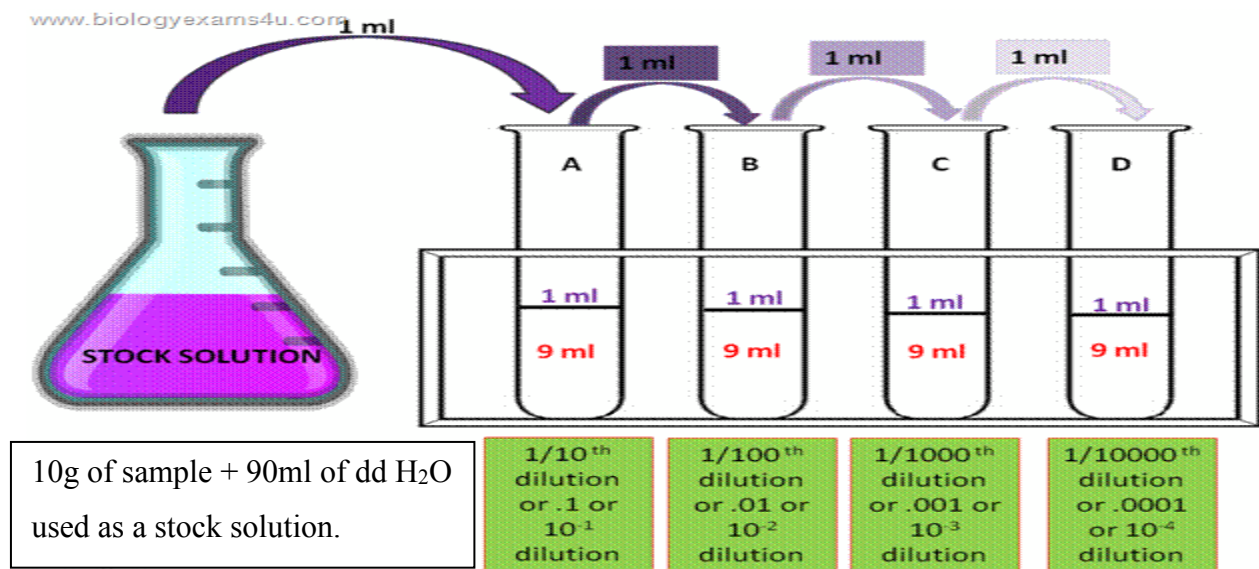 www.biologyexams4u.com
1 ml
1 ml
1 ml
1 ml
A
B
C
D
1 ml
1 ml
1 ml
1 ml
9 ml
9 ml
9 ml
9 ml
STOCK SOLUTION
10g of sample + 90ml of dd H₂O
used as a stock solution.
1/10ᵗʰ
dilution
or .1 or
10⁻¹
dilution
1/100ᵗʰ
dilution
or .01 or
10⁻²
dilution
1/1000ᵗʰ
dilution
or .001 or
10⁻³
dilution
1/10000ᵗʰ
dilution
or .0001
or 10⁻⁴
dilution